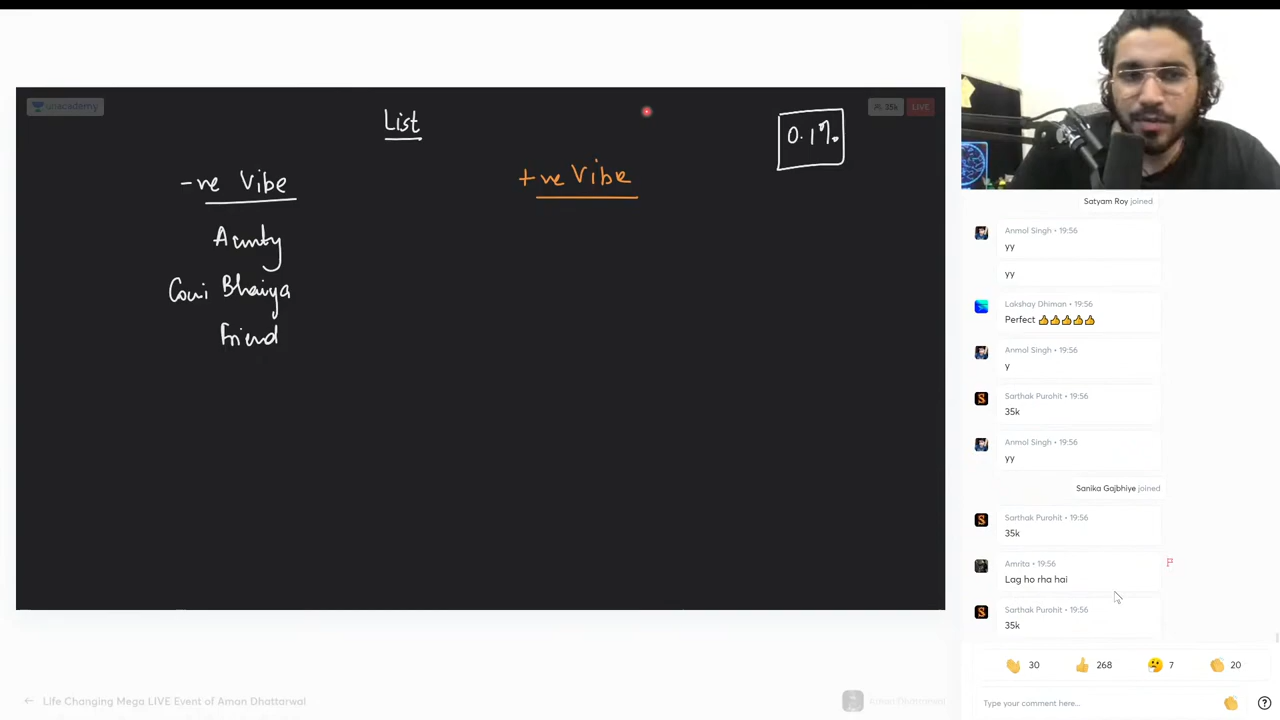 unacademy
35k
LIVE
List
0.1%
-ve Vibe
+ve Vibe
Aunty
Bhaiya
Friend
Satyam Roy joined
Anmol Singh • 19:56
yy
yy
Lakshay Dhiman • 19:56
Perfect 👍👍👍👍👍
Anmol Singh • 19:56
y
Sarthak Purohit • 19:56
35k
Anmol Singh • 19:56
yy
Sanika Gajbhiye joined
Sarthak Purohit • 19:56
35k
Amrita • 19:56
Lag ho rha hai
Sarthak Purohit • 19:56
35k
30
268
7
20
Life Changing Mega LIVE Event of Aman Dhattarwal
Type your comment here...